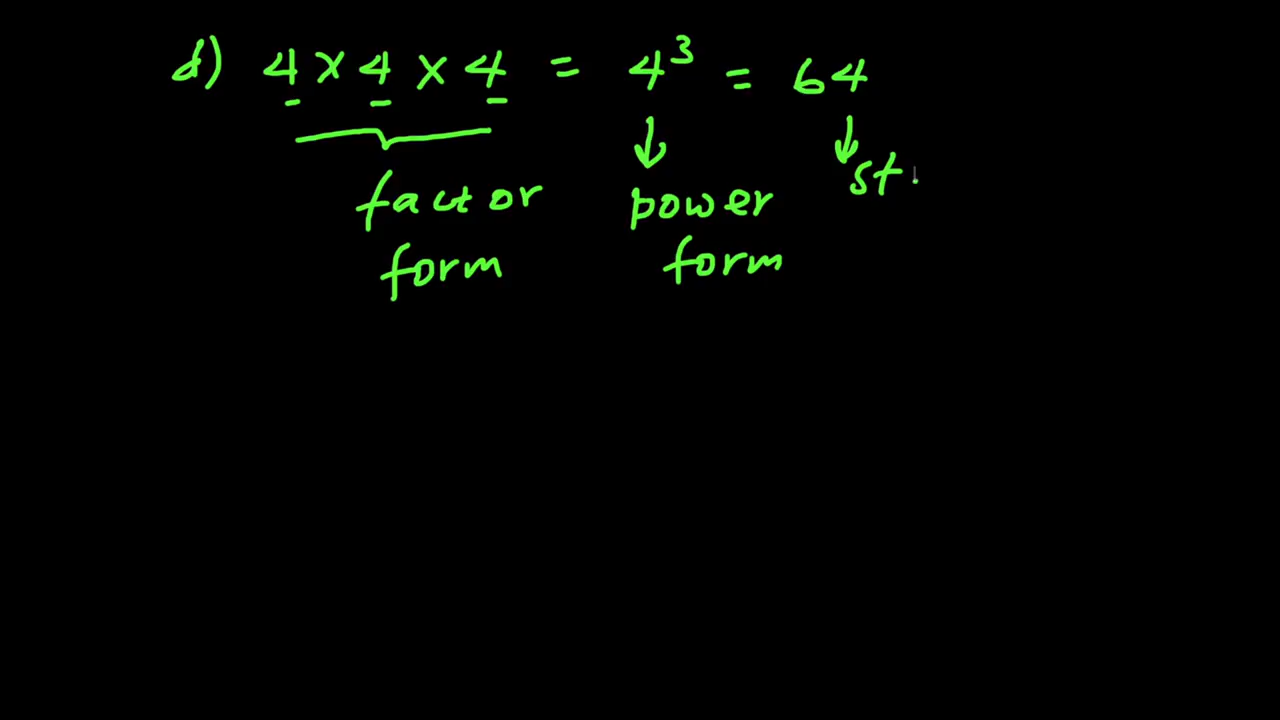 d) 4 × 4 × 4 = 4³ = 64
factor form
power form
st.